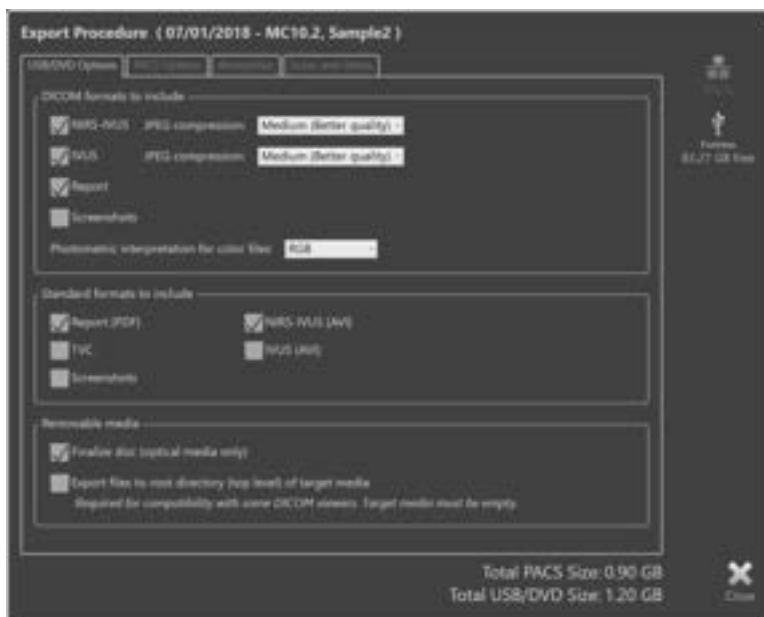 Export Procedure ( 07/01/2018 - MC10.2, Sample2 )
USB/DVD Options
DICOM formats to include
NIRS-IVUS JPEG compression: Medium (Better quality)
IVUS JPEG compression: Medium (Better quality)
Report
Screenshots
Photometric interpretation for color files: RGB
Standard formats to include
Report (PDF) NIRS-IVUS (AVI)
TVC IVUS (AVI)
Screenshots
Removable media
Finalize disc (optical media only)
Export files to root directory (top level) of target media
Required for compatibility with some DICOM viewers. Target media must be empty.
GB free
Total PACS Size: 0.90 GB
Total USB/DVD Size: 1.20 GB
Close